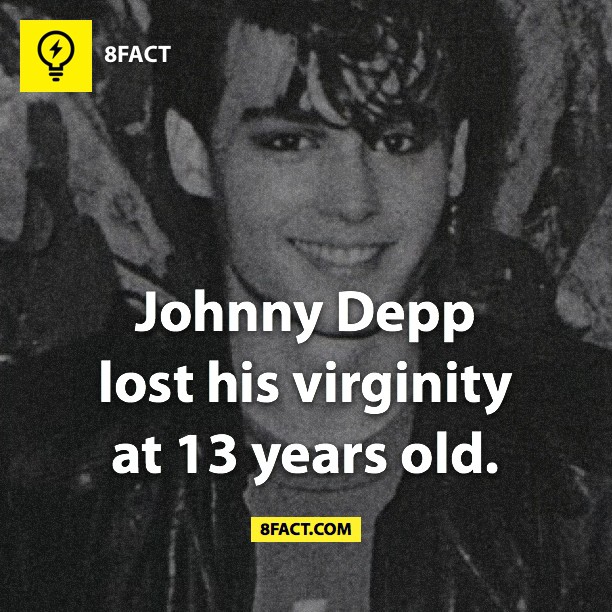 8FACT
Johnny Depp
lost his virginity
at 13 years old.
8FACT.COM